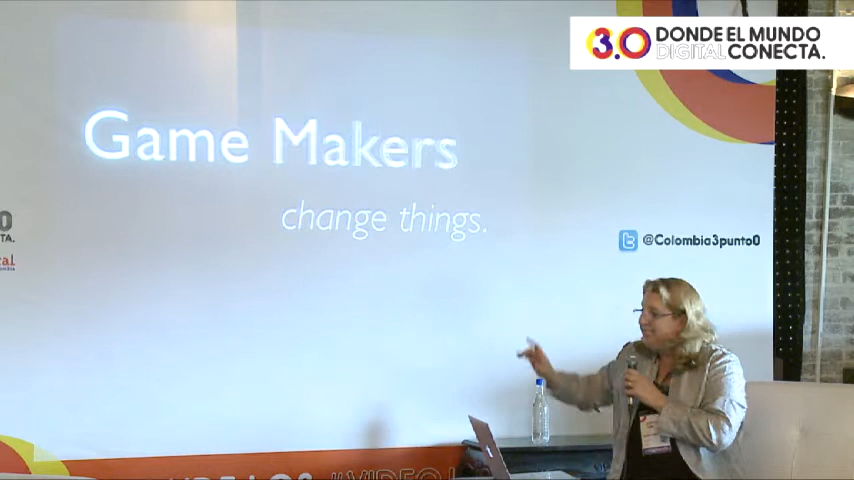 3.0 DONDE EL MUNDO
DIGITAL CONECTA.
Game Makers
change things.
@Colombia3punto0